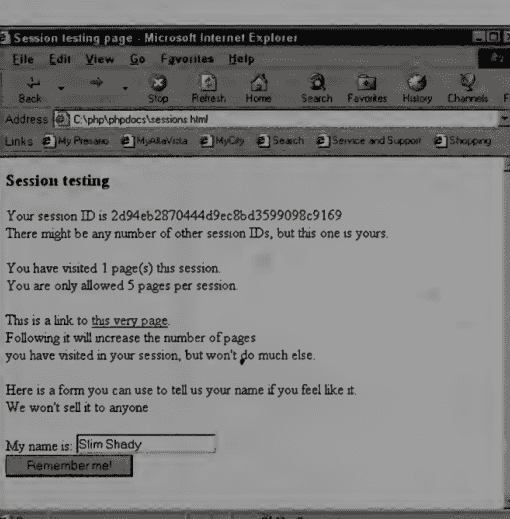 Session testing page - Microsoft Internet Explorer
File Edit View Go Favorites Help
Back Stop Refresh Home Search Favorites History Channels F
Address C:\php\phpdocs\sessions.html
Links My Presario MyAltaVista MyCity Search Service and Support Shopping
Session testing
Your session ID is 2d94eb2870444d9ec8bd3599098c9169
There might be any number of other session IDs, but this one is yours.
You have visited 1 page(s) this session.
You are only allowed 5 pages per session.
This is a link to this very page.
Following it will increase the number of pages
you have visited in your session, but won't do much else.
Here is a form you can use to tell us your name if you feel like it.
We won't sell it to anyone
My name is: Slim Shady
Remember me!